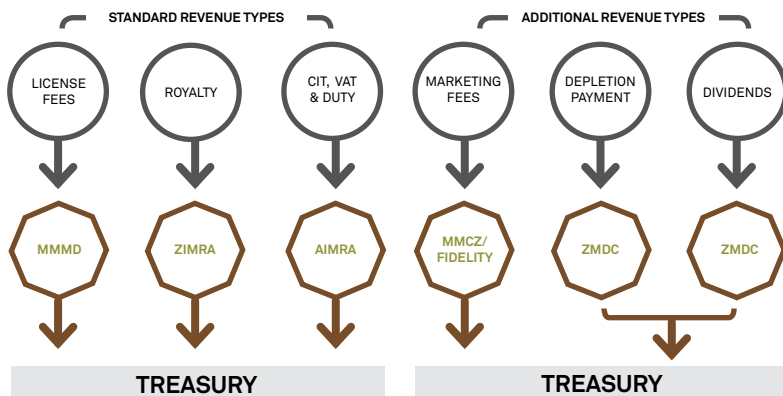 STANDARD REVENUE TYPES
ADDITIONAL REVENUE TYPES
LICENSE
FEES
ROYALTY
CIT, VAT
& DUTY
MARKETING
FEES
DEPLETION
PAYMENT
DIVIDENDS
MMMD
ZIMRA
AIMRA
MMCZ/
FIDELITY
ZMDC
ZMDC
TREASURY
TREASURY